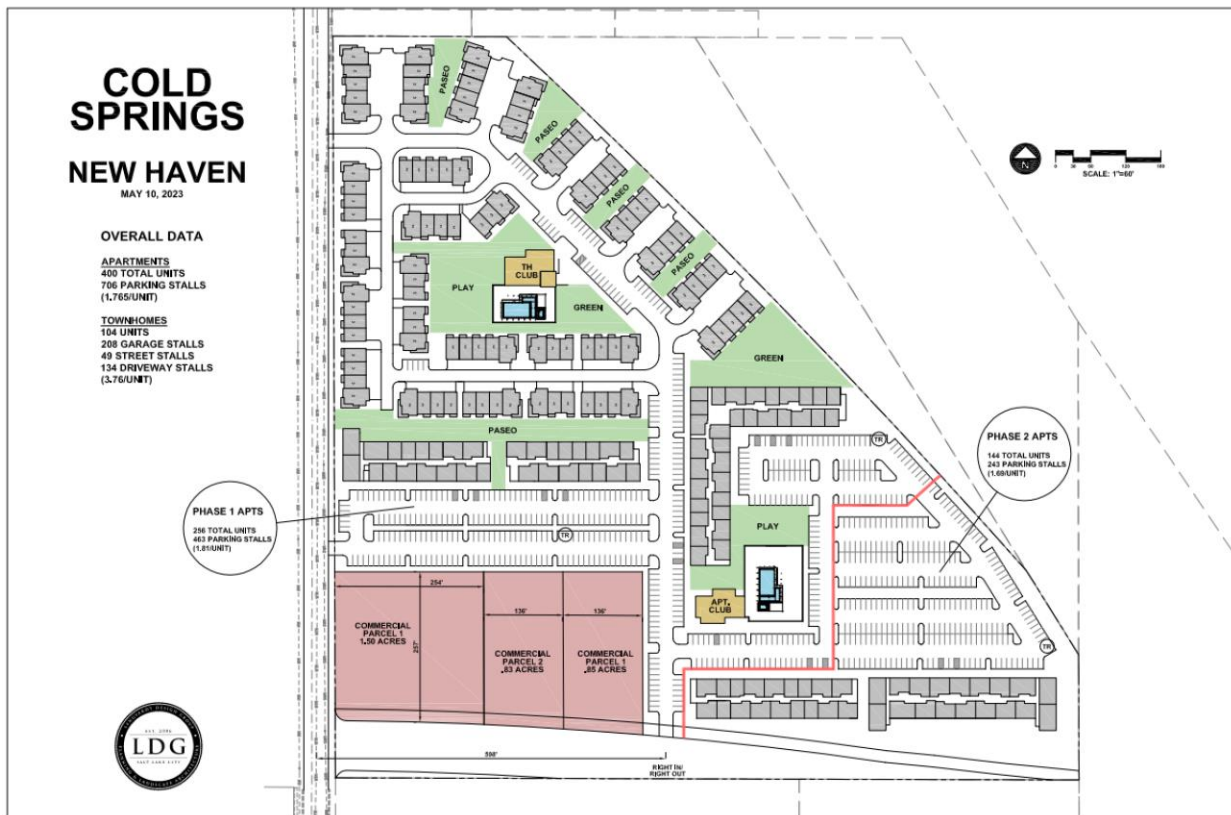 COLD
SPRINGS
NEW HAVEN
MAY 10, 2023
OVERALL DATA
APARTMENTS
400 TOTAL UNITS
706 PARKING STALLS
(1.765/UNIT)
TOWNHOMES
104 UNITS
208 GARAGE STALLS
49 STREET STALLS
134 DRIVEWAY STALLS
(3.76/UNIT)
PASEO
PASEO
PASEO
PASEO
SCALE: 1"=60'
TH
CLUB
PLAY
GREEN
GREEN
PASEO
TR
PHASE 2 APTS
144 TOTAL UNITS
243 PARKING STALLS
(1.69/UNIT)
PHASE 1 APTS
256 TOTAL UNITS
463 PARKING STALLS
(1.81/UNIT)
TR
PLAY
APT.
CLUB
TR
254'
136'
136'
257'
COMMERCIAL
PARCEL 1
1.50 ACRES
COMMERCIAL
PARCEL 2
.83 ACRES
COMMERCIAL
PARCEL 1
.85 ACRES
LDG
SALT LAKE CITY
RIGHT IN/
RIGHT OUT